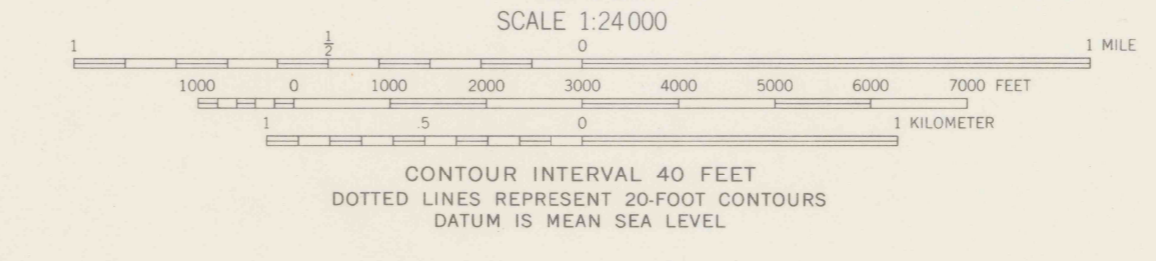 SCALE 1:24 000
1 ½ 0 1 MILE
1000 0 1000 2000 3000 4000 5000 6000 7000 FEET
1 .5 0 1 KILOMETER
CONTOUR INTERVAL 40 FEET
DOTTED LINES REPRESENT 20-FOOT CONTOURS
DATUM IS MEAN SEA LEVEL